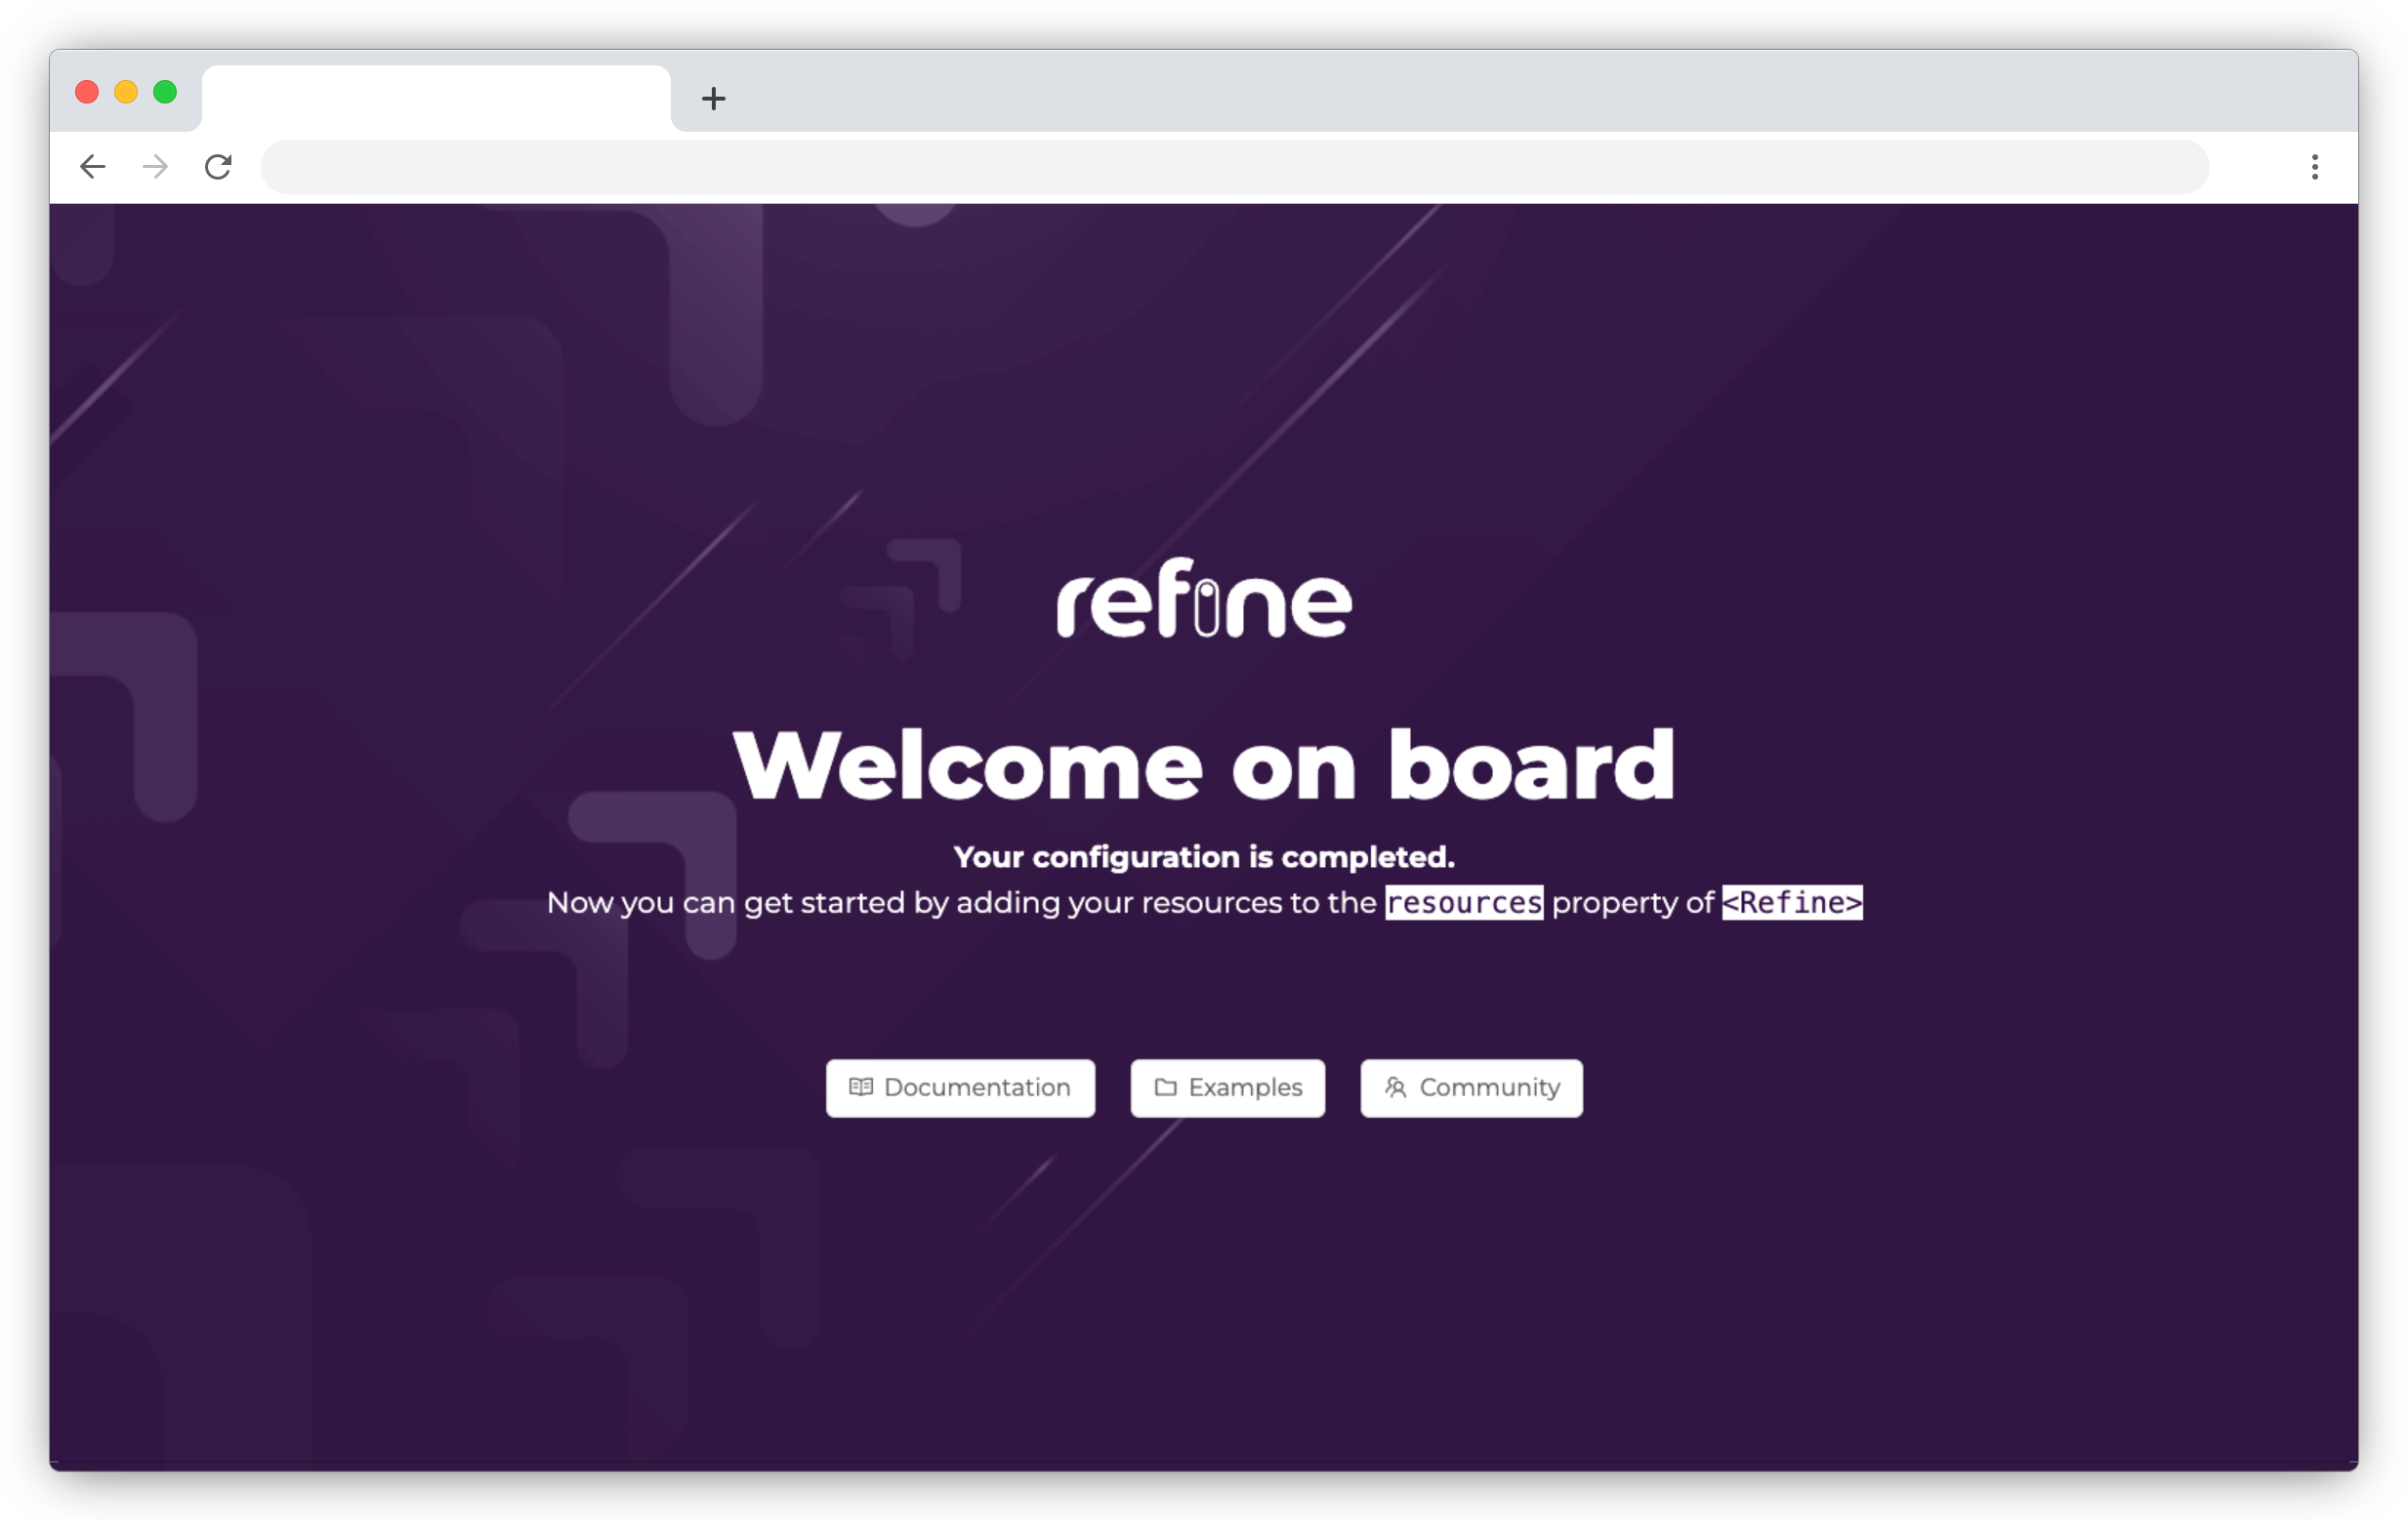 refine
Welcome on board
Your configuration is completed.
Now you can get started by adding your resources to the resources property of <Refine>
Documentation Examples Community